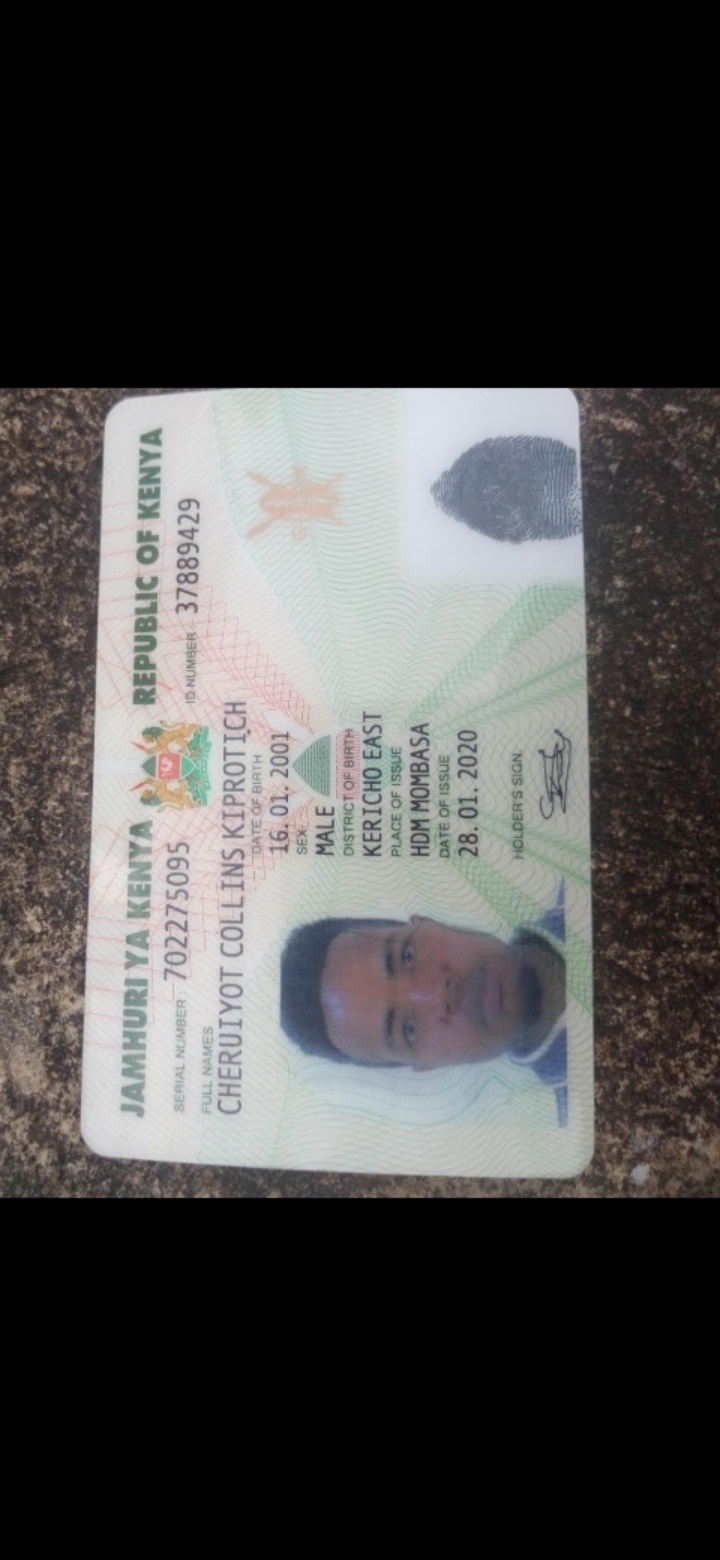 JAMHURI YA KENYA REPUBLIC OF KENYA
SERIAL NUMBER: 702275095 ID NUMBER: 37889429
FULL NAMES
CHERUIYOT COLLINS KIPROTICH
DATE OF BIRTH
16. 01. 2001
SEX
MALE
DISTRICT OF BIRTH
KERICHO EAST
PLACE OF ISSUE
HDM MOMBASA
DATE OF ISSUE
28. 01. 2020
HOLDER'S SIGN.